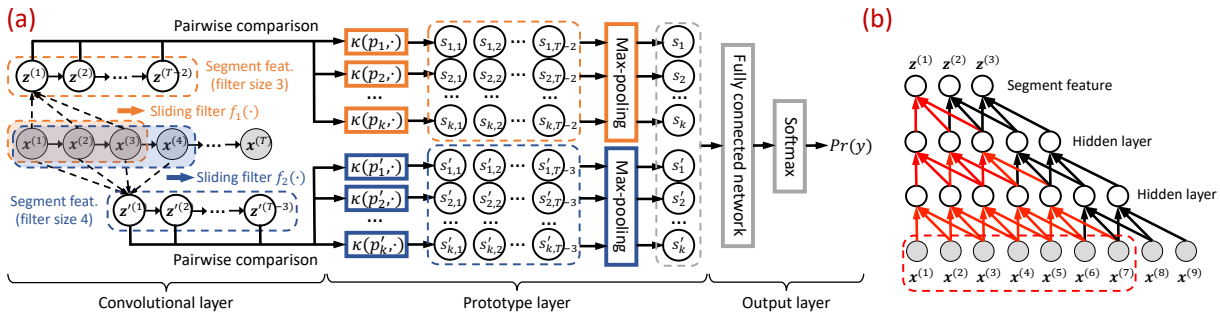 (a)
Pairwise comparison
z^(1) z^(2) ... z^(T−2)
Segment feat.
(filter size 3)
Sliding filter f_1(·)
x^(1) x^(2) x^(3) x^(4) ... x^(T)
Sliding filter f_2(·)
Segment feat.
(filter size 4)
z′^(1) z′^(2) ... z′^(T−3)
Pairwise comparison
κ(p_1,·)
κ(p_2,·)
...
κ(p_k,·)
κ(p′_1,·)
κ(p′_2,·)
...
κ(p′_k,·)
s_1,1 s_1,2 ... s_1,T−2
s_2,1 s_2,2 ... s_2,T−2
...
s_k,1 s_k,2 ... s_k,T−2
s′_1,1 s′_1,2 ... s′_1,T−3
s′_2,1 s′_2,2 ... s′_2,T−3
...
s′_k,1 s′_k,2 ... s′_k,T−3
Max-pooling
Max-pooling
s_1
s_2
...
s_k
s′_1
s′_2
...
s′_k
Fully connected network
Softmax
Pr(y)
Convolutional layer
Prototype layer
Output layer
(b)
z^(1) z^(2) z^(3)
Segment feature
Hidden layer
Hidden layer
x^(1) x^(2) x^(3) x^(4) x^(5) x^(6) x^(7) x^(8) x^(9)